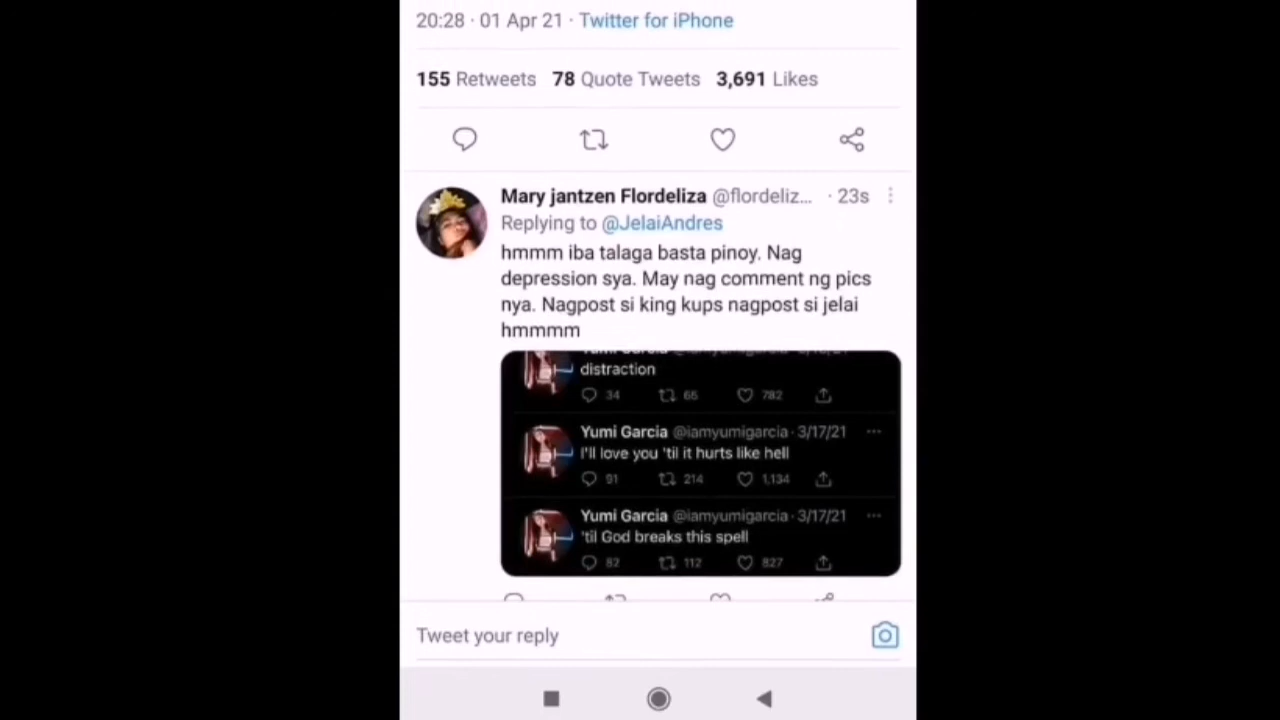 20:28 · 01 Apr 21 · Twitter for iPhone
155 Retweets 78 Quote Tweets 3,691 Likes
Mary jantzen Flordeliza @flordeliz... · 23s
Replying to @JelaiAndres
hmmm iba talaga basta pinoy. Nag
depression sya. May nag comment ng pics
nya. Nagpost si king kups nagpost si jelai
hmmmm
Yumi Garcia @iamyumigarcia
distraction
34 66 782
Yumi Garcia @iamyumigarcia · 3/17/21
I'll love you 'til it hurts like hell
91 214 1,134
Yumi Garcia @iamyumigarcia · 3/17/21
'til God breaks this spell
82 112 827
Tweet your reply